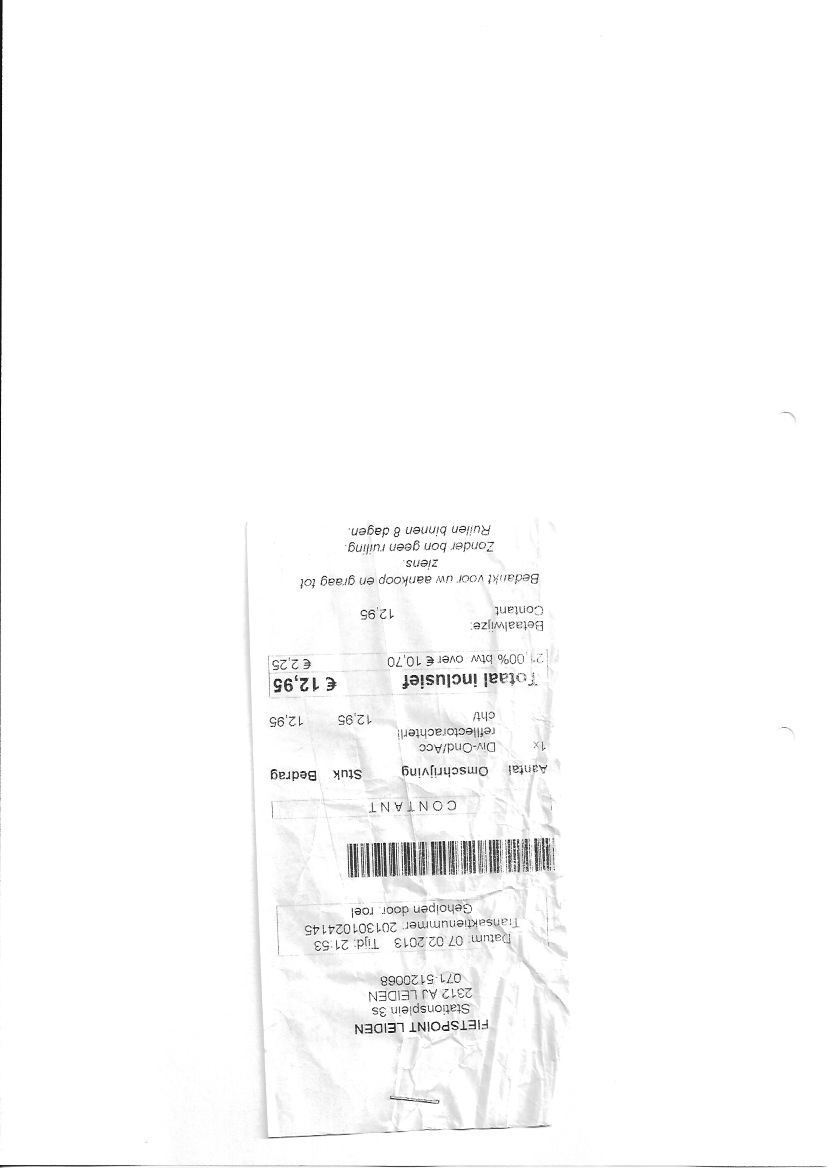 FIETSPOINT LEIDEN
Stationsplein 3s
2312 AJ LEIDEN
071-5120068
Datum: 07.02.2013 Tijd: 21:53
Transaktienummer: 201301024145
Geholpen door: roel
CONTANT
Aantal Omschrijving Stuk Bedrag
1x Div-Ond/Acc
refllectorachterli
cht/ 12,95 12,95
Totaal inclusief € 12,95
21,00% btw over € 10,70 € 2,25
Betaalwijze:
Contant 12,95
Bedankt voor uw aankoop en graag tot
ziens.
Zonder bon geen ruiling.
Ruilen binnen 8 dagen.